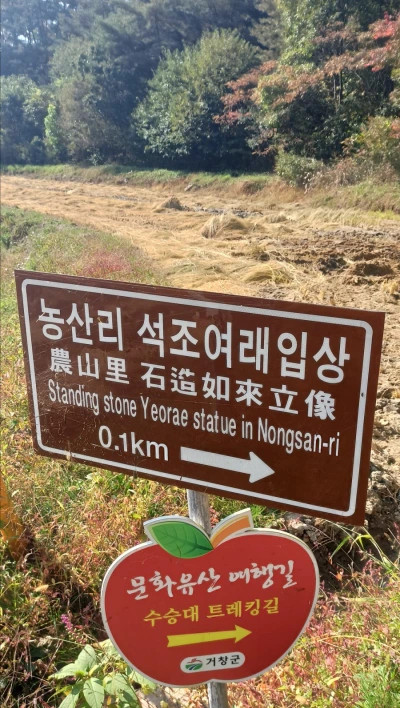 농산리 석조여래입상
農山里 石造如來立像
Standing stone Yeorae statue in Nongsan-ri
0.1km
문화유산 여행길
수승대 트레킹길
거창군